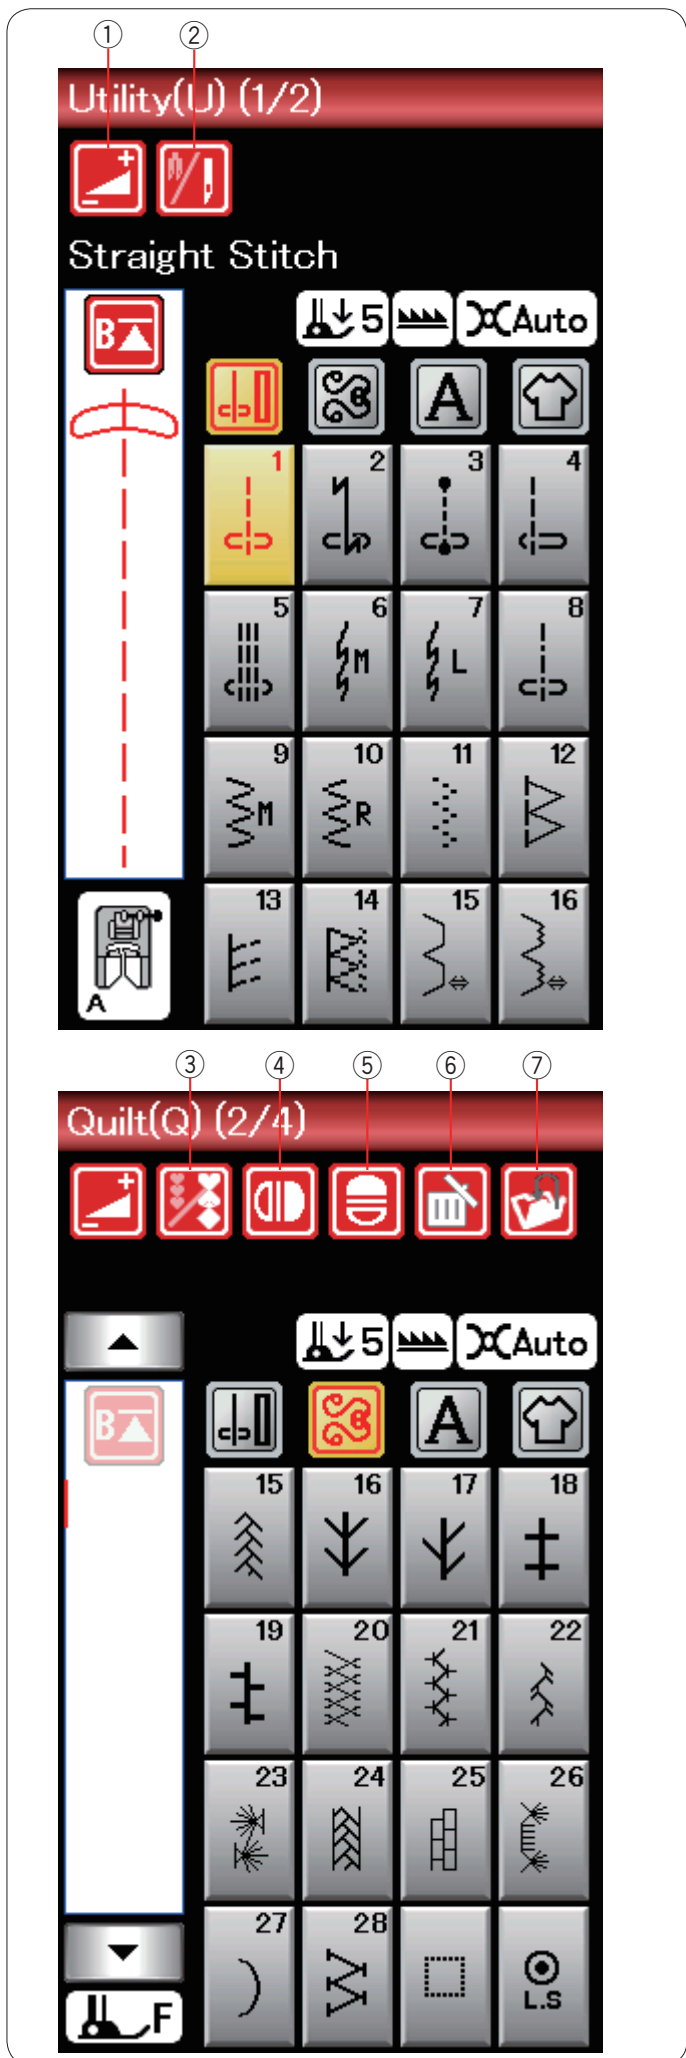 ① ②
Utility(U) (1/2)
Straight Stitch
B 5 Auto
A
1 2 3 4
5 6 M 7 L 8
9 M 10 R 11 12
13 14 15 16
A
③ ④ ⑤ ⑥ ⑦
Quilt(Q) (2/4)
5 Auto
B A
15 16 17 18
19 20 21 22
23 24 25 26
27 28
L.S
F